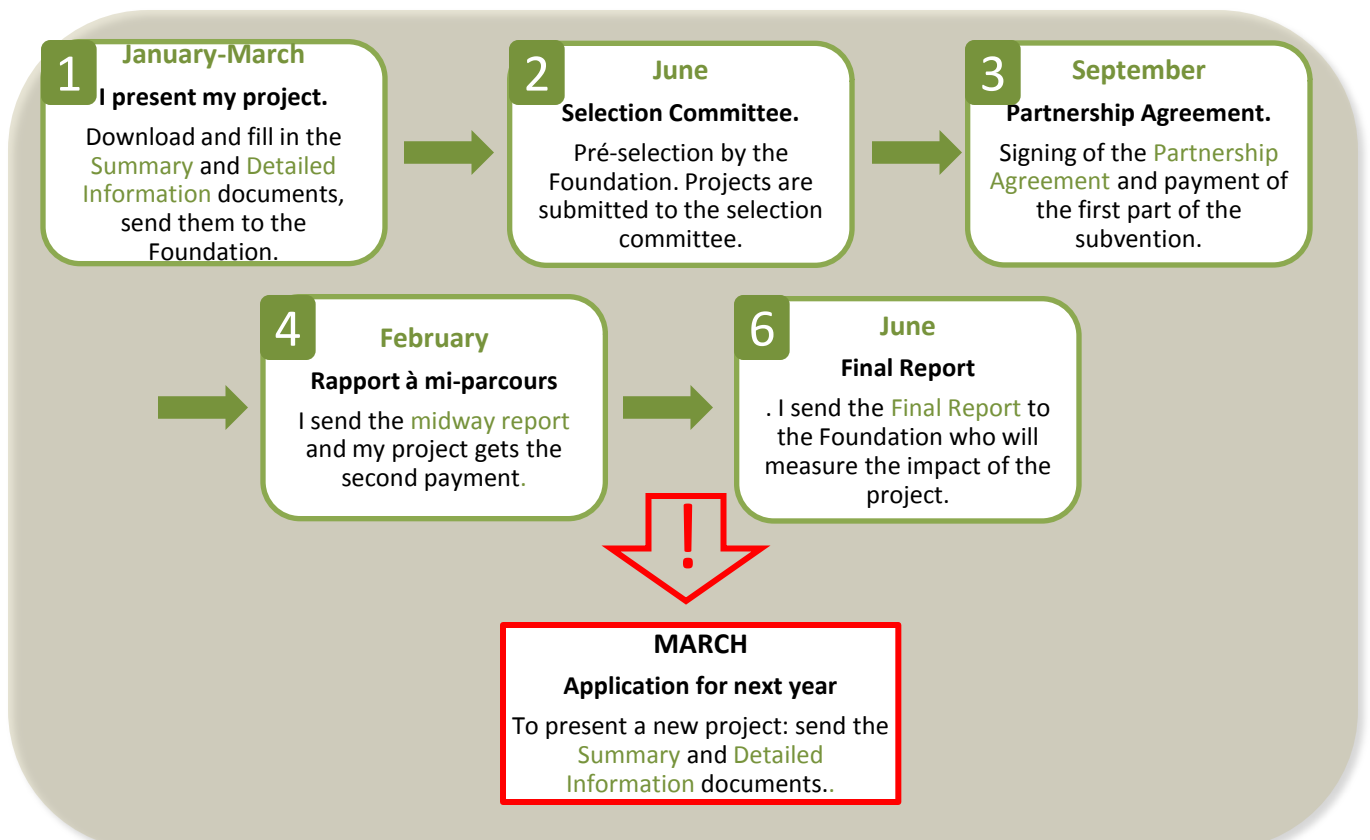 1
January-March
I present my project.
Download and fill in the
Summary and Detailed
Information documents,
send them to the
Foundation.
2
June
Selection Committee.
Pré-selection by the
Foundation. Projects are
submitted to the selection
committee.
3
September
Partnership Agreement.
Signing of the Partnership
Agreement and payment of
the first part of the
subvention.
4
February
Rapport à mi-parcours
I send the midway report
and my project gets the
second payment.
6
June
Final Report
. I send the Final Report to
the Foundation who will
measure the impact of the
project.
!
MARCH
Application for next year
To present a new project: send the
Summary and Detailed
Information documents..